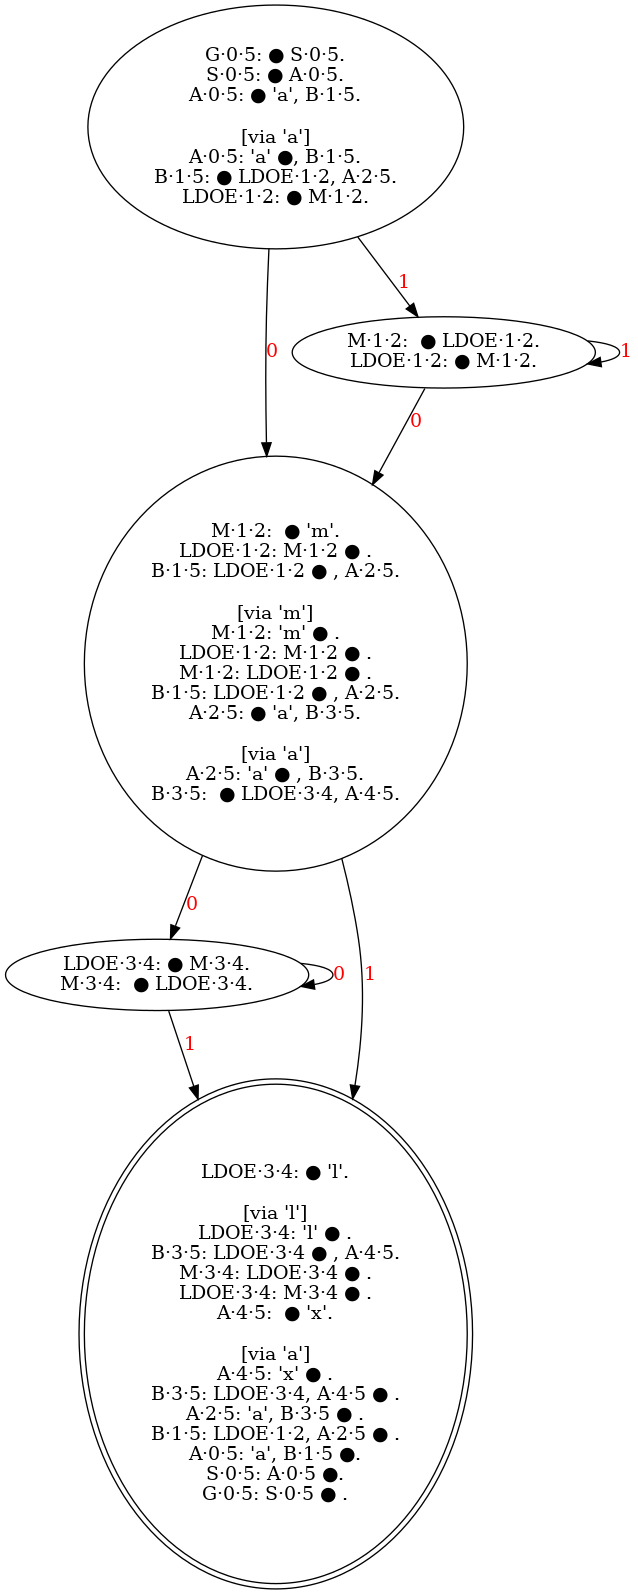 G·0·5: ● S·0·5.
S·0·5: ● A·0·5.
A·0·5: ● 'a', B·1·5.
[via 'a']
A·0·5: 'a' ●, B·1·5.
B·1·5: ● LDOE·1·2, A·2·5.
LDOE·1·2: ● M·1·2.
1
0
M·1·2:  ● LDOE·1·2.
LDOE·1·2: ● M·1·2.
1
0
M·1·2:  ● 'm'.
LDOE·1·2: M·1·2 ● .
B·1·5: LDOE·1·2 ● , A·2·5.
[via 'm']
M·1·2: 'm' ● .
LDOE·1·2: M·1·2 ● .
M·1·2: LDOE·1·2 ● .
B·1·5: LDOE·1·2 ● , A·2·5.
A·2·5: ● 'a', B·3·5.
[via 'a']
A·2·5: 'a' ● , B·3·5.
B·3·5:  ● LDOE·3·4, A·4·5.
0
LDOE·3·4: ● M·3·4.
M·3·4:  ● LDOE·3·4.
0
1
1
LDOE·3·4: ● 'l'.
[via 'l']
LDOE·3·4: 'l' ● .
B·3·5: LDOE·3·4 ● , A·4·5.
M·3·4: LDOE·3·4 ● .
LDOE·3·4: M·3·4 ● .
A·4·5:  ● 'x'.
[via 'a']
A·4·5: 'x' ● .
B·3·5: LDOE·3·4, A·4·5 ● .
A·2·5: 'a', B·3·5 ● .
B·1·5: LDOE·1·2, A·2·5 ● .
A·0·5: 'a', B·1·5 ●.
S·0·5: A·0·5 ●.
G·0·5: S·0·5 ● .